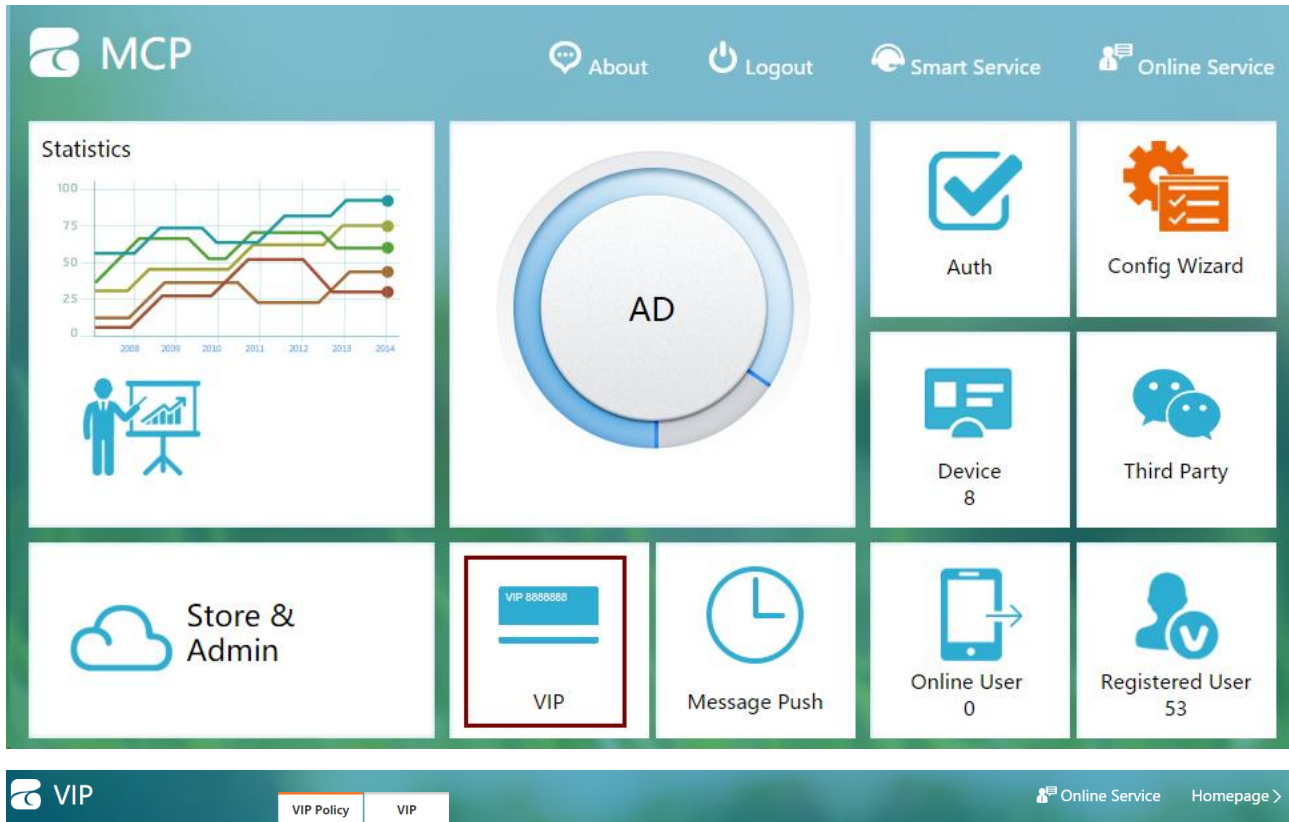 MCP
About
Logout
Smart Service
Online Service
Statistics
100
75
50
25
0
2008 2009 2010 2011 2012 2013 2014
AD
Auth
Config Wizard
Device
8
Third Party
Store &
Admin
VIP 8888888
VIP
Message Push
Online User
0
Registered User
53
VIP
VIP Policy
VIP
Online Service
Homepage >